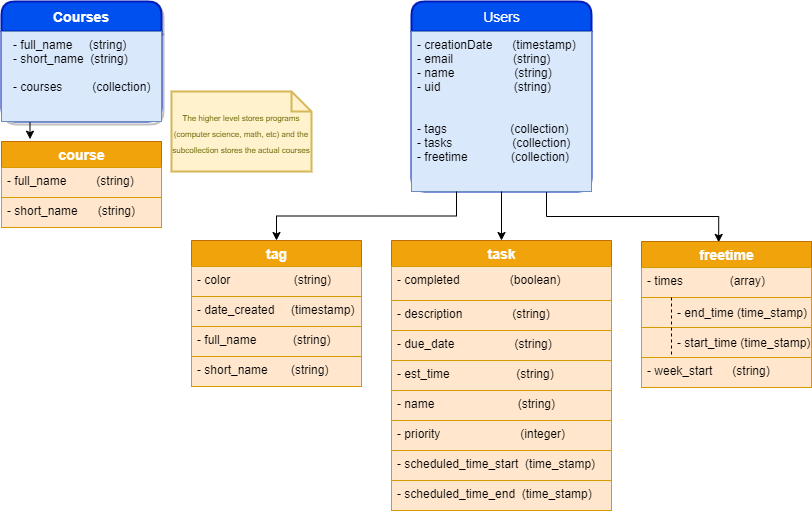 Courses
- full_name (string)
- short_name (string)
- courses (collection)
course
- full_name (string)
- short_name (string)
The higher level stores programs
(computer science, math, etc) and the
subcollection stores the actual courses
Users
- creationDate (timestamp)
- email (string)
- name (string)
- uid (string)
- tags (collection)
- tasks (collection)
- freetime (collection)
tag
- color (string)
- date_created (timestamp)
- full_name (string)
- short_name (string)
task
- completed (boolean)
- description (string)
- due_date (string)
- est_time (string)
- name (string)
- priority (integer)
- scheduled_time_start (time_stamp)
- scheduled_time_end (time_stamp)
freetime
- times (array)
- end_time (time_stamp)
- start_time (time_stamp)
- week_start (string)